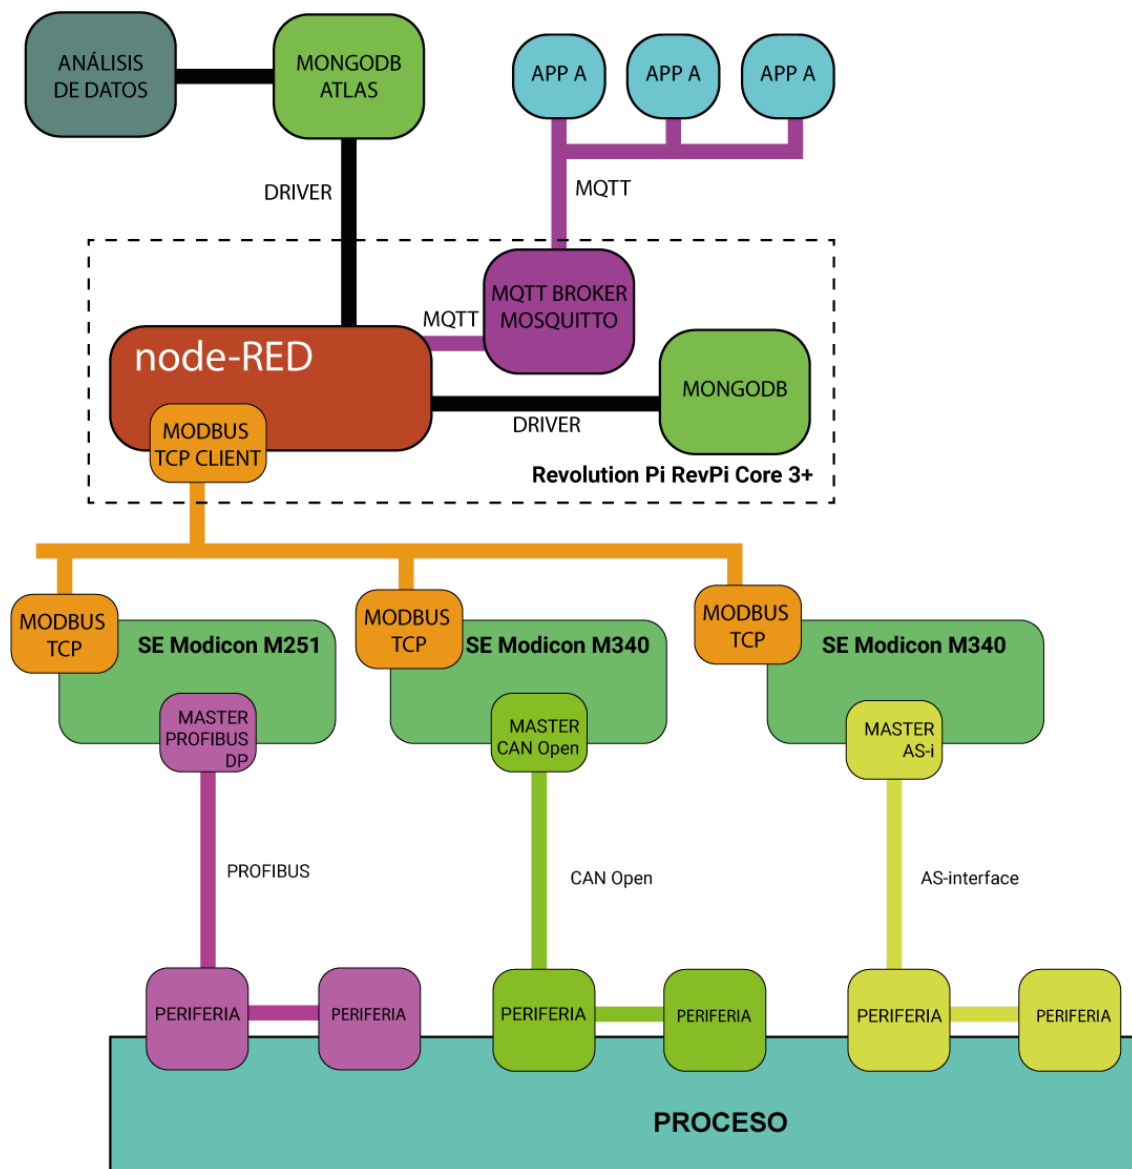 ANÁLISIS
DE DATOS
MONGODB
ATLAS
APP A
APP A
APP A
DRIVER
MQTT
MQTT BROKER
MOSQUITTO
MQTT
node-RED
MONGODB
DRIVER
MODBUS
TCP CLIENT
Revolution Pi RevPi Core 3+
MODBUS
TCP
SE Modicon M251
MODBUS
TCP
SE Modicon M340
MODBUS
TCP
SE Modicon M340
MASTER
PROFIBUS
DP
MASTER
CAN Open
MASTER
AS-i
PROFIBUS
CAN Open
AS-interface
PERIFERIA
PERIFERIA
PERIFERIA
PERIFERIA
PERIFERIA
PERIFERIA
PROCESO